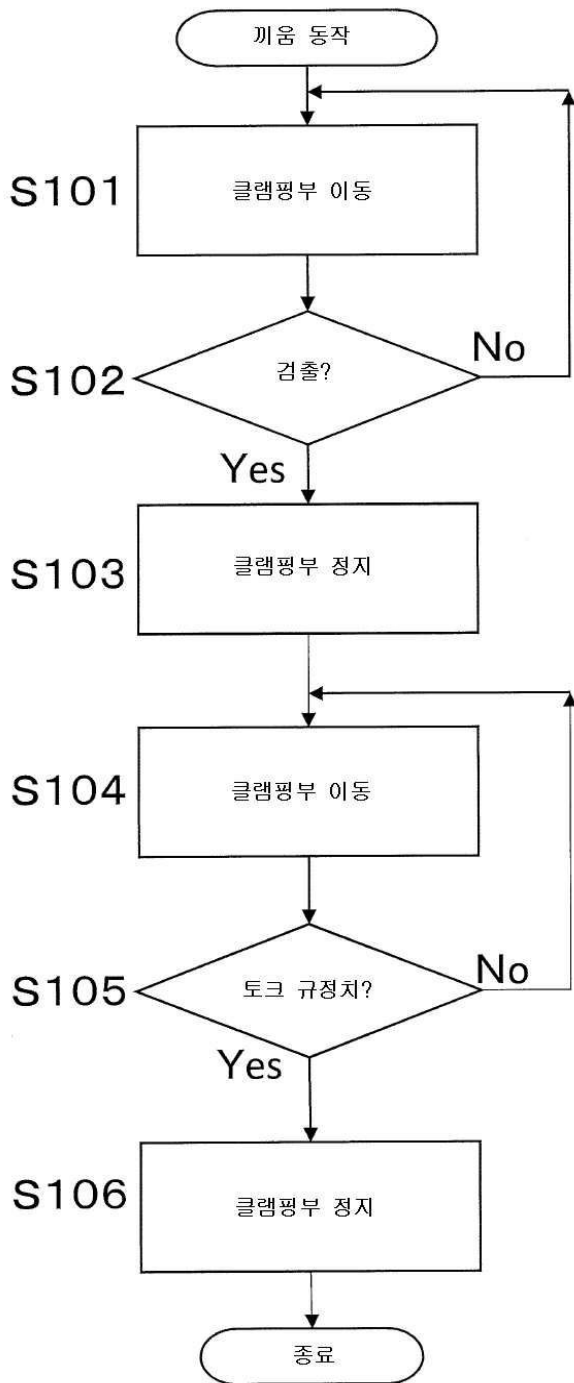 끼움 동작
S101
클램핑부 이동
S102
검출?
No
Yes
S103
클램핑부 정지
S104
클램핑부 이동
S105
토크 규정치?
No
Yes
S106
클램핑부 정지
종료